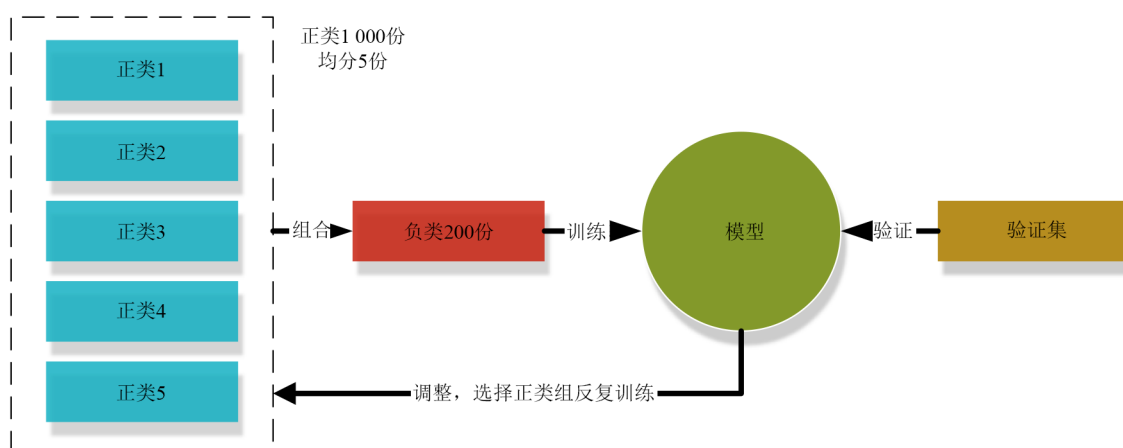 正类1 000份
均分5份
正类1
正类2
正类3
正类4
正类5
组合
负类200份
训练
模型
验证
验证集
调整，选择正类组反复训练